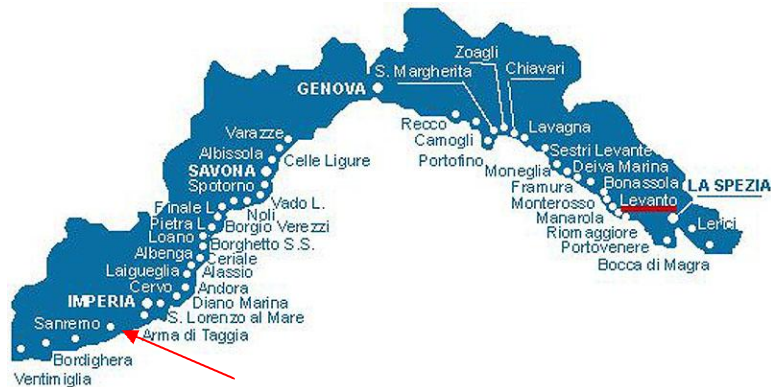 Zoagli
S. Margherita
Chiavari
GENOVA
Recco
Lavagna
Varazze
Camogli
Albissola
Celle Ligure
Portofino
Sestri Levante
SAVONA
Moneglia
Deiva Marina
Spotorno
Framura
Bonassola
LA SPEZIA
Finale L.
Vado L.
Monterosso
Levanto
Noli
Manarola
Pietra L.
Borgio Verezzi
Lerici
Loano
Riomaggiore
Borghetto S.S.
Portovenere
Albenga
Ceriale
Bocca di Magra
Laigueglia
Alassio
Cervo
Andora
IMPERIA
Diano Marina
S. Lorenzo al Mare
Sanremo
Arma di Taggia
Bordighera
Ventimiglia